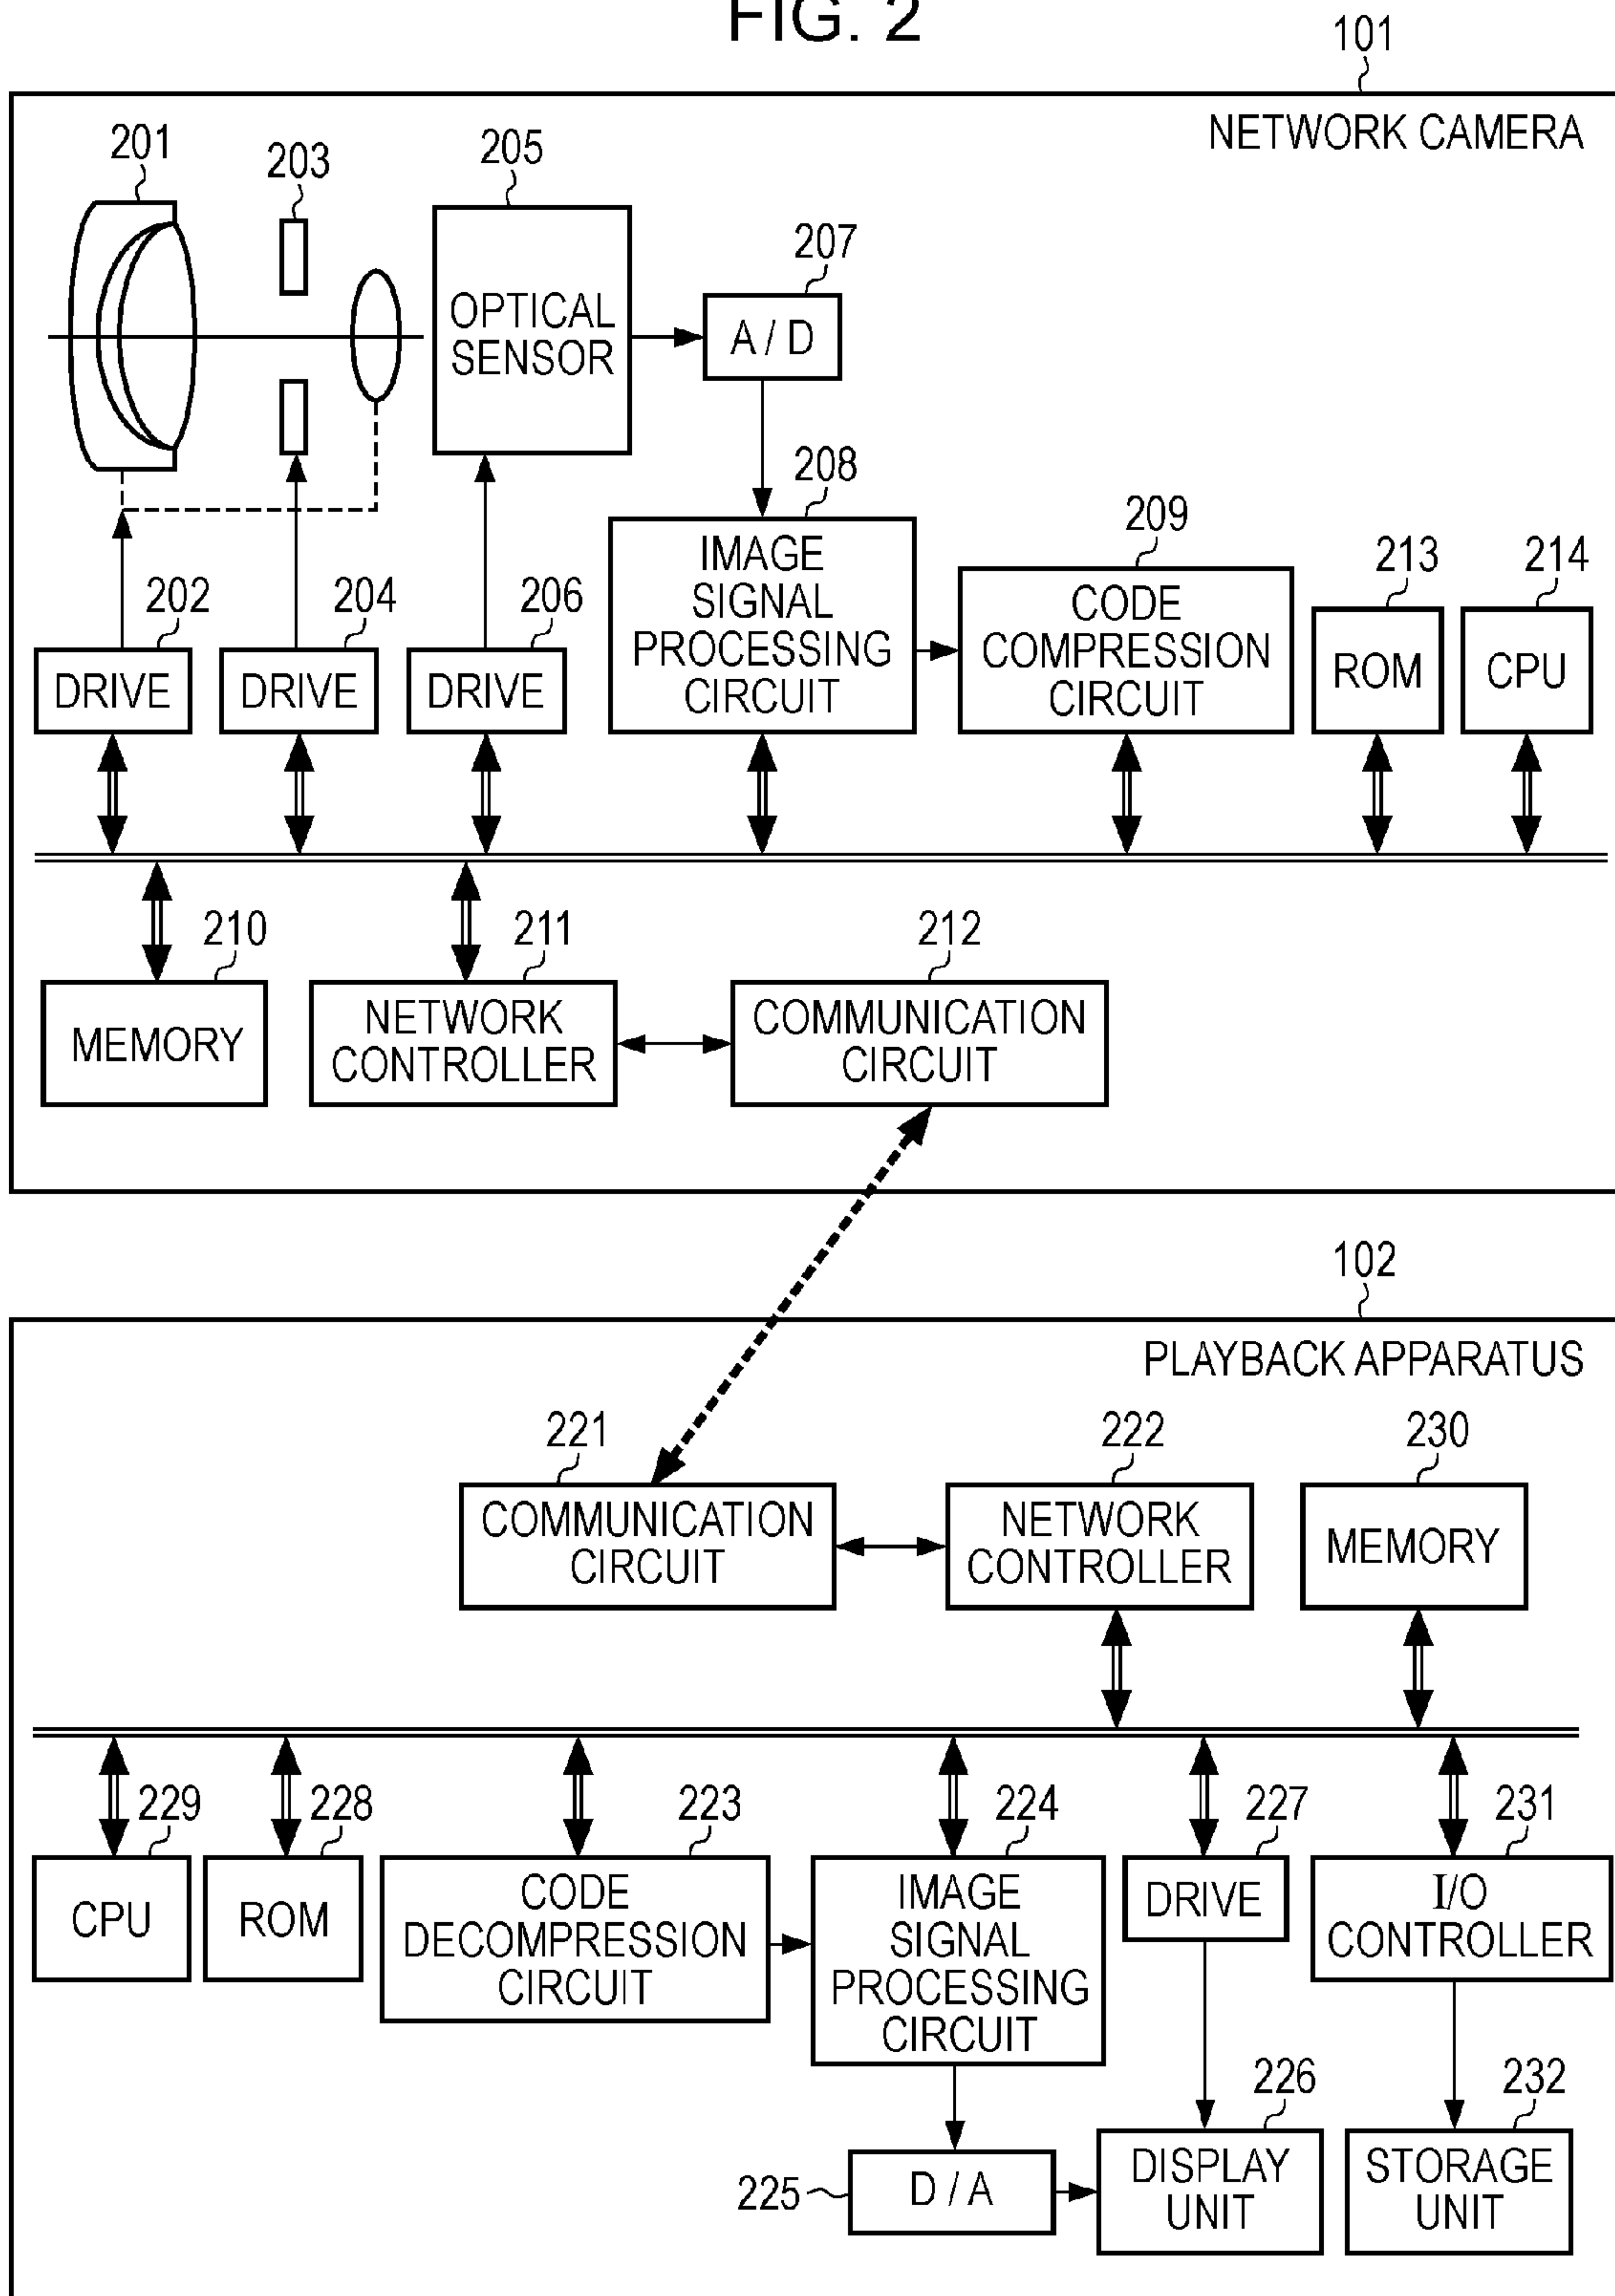 FIG. 2
101
NETWORK CAMERA
201
203
205
207
OPTICAL
SENSOR
A / D
208
209
213
214
202
204
206
IMAGE
SIGNAL
PROCESSING
CIRCUIT
CODE
COMPRESSION
CIRCUIT
ROM
CPU
DRIVE
DRIVE
DRIVE
210
211
212
MEMORY
NETWORK
CONTROLLER
COMMUNICATION
CIRCUIT
102
PLAYBACK APPARATUS
221
222
230
COMMUNICATION
CIRCUIT
NETWORK
CONTROLLER
MEMORY
229
228
223
224
227
231
CPU
ROM
CODE
DECOMPRESSION
CIRCUIT
IMAGE
SIGNAL
PROCESSING
CIRCUIT
DRIVE
I/O
CONTROLLER
226
232
225
D / A
DISPLAY
UNIT
STORAGE
UNIT